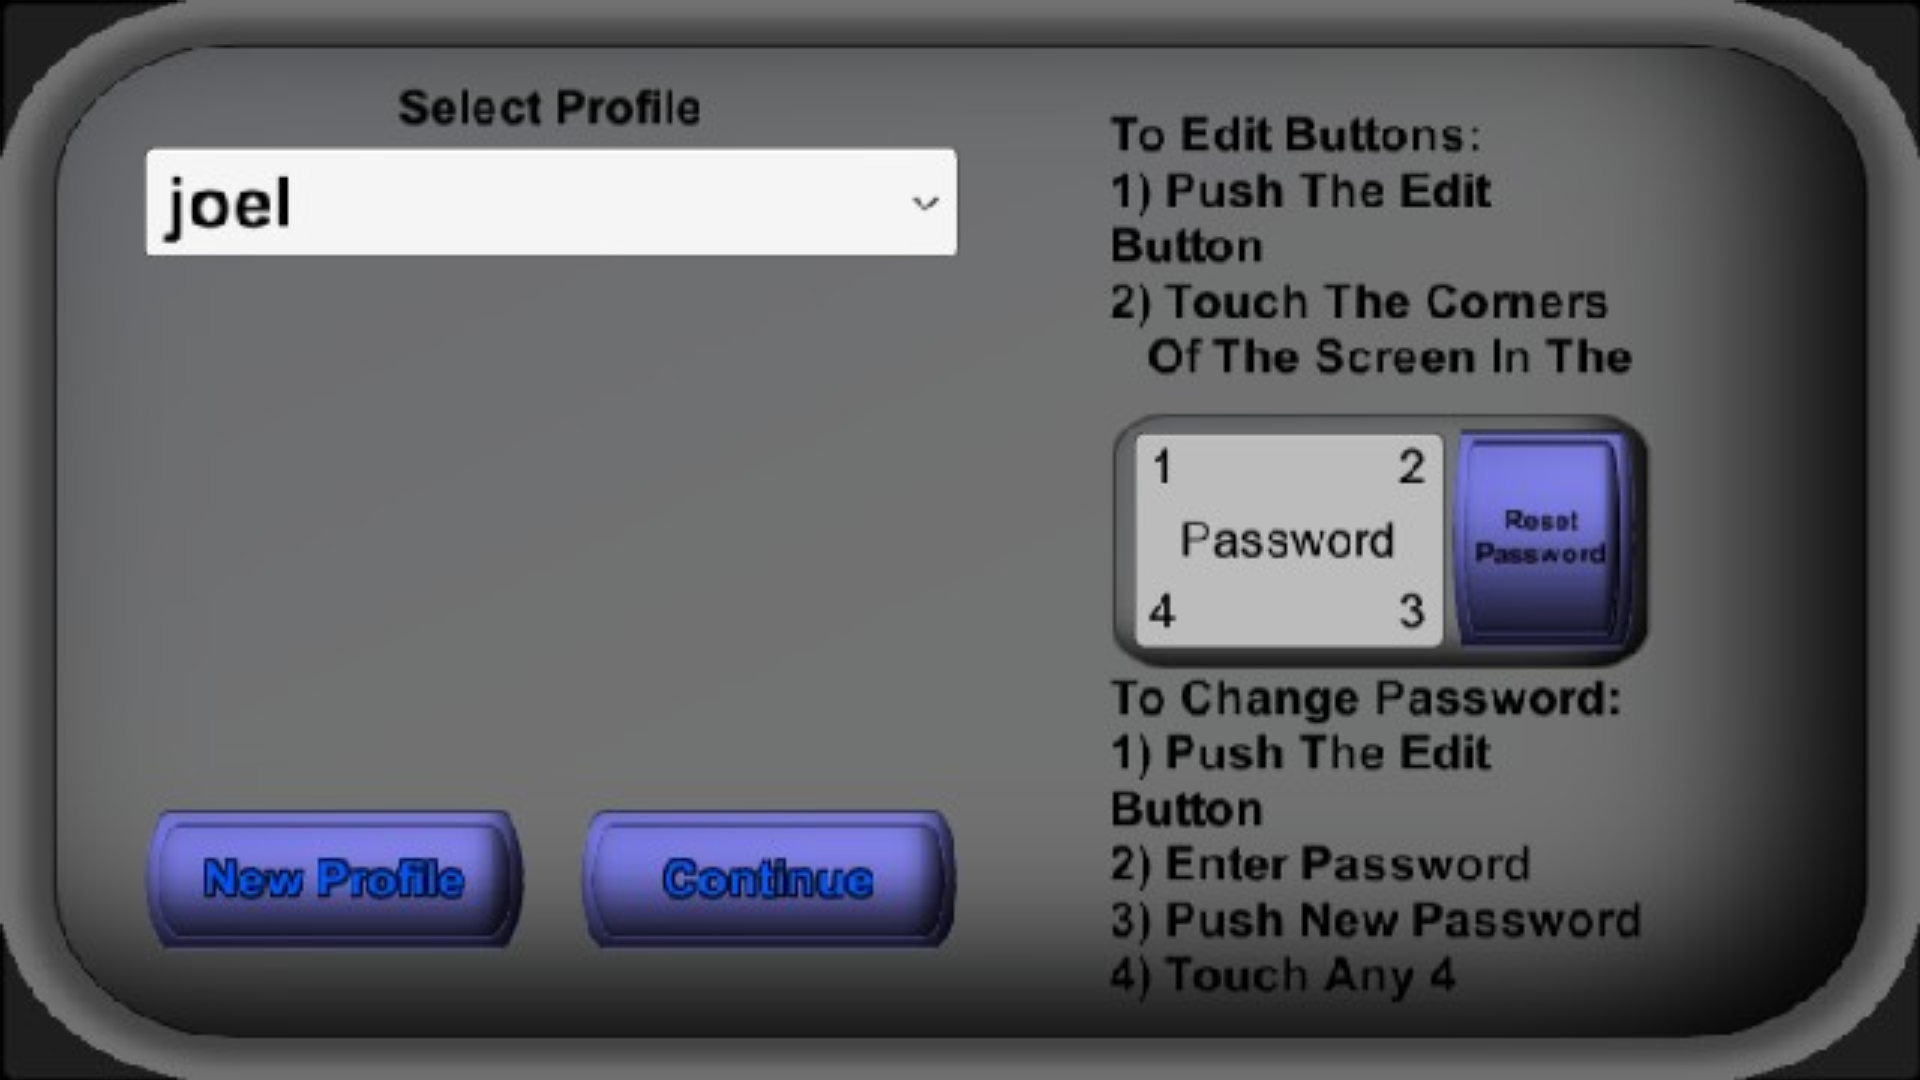 Select Profile
joel
New Profile
Continue
To Edit Buttons:
1) Push The Edit
Button
2) Touch The Corners
Of The Screen In The
1 2
Password
4 3
Reset
Password
To Change Password:
1) Push The Edit
Button
2) Enter Password
3) Push New Password
4) Touch Any 4